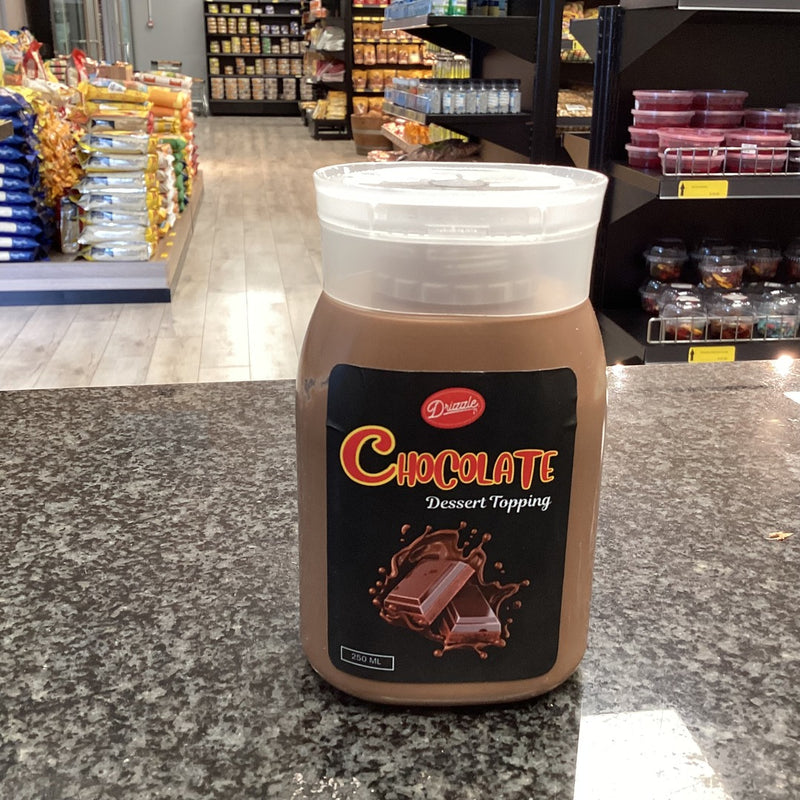 Drizzle
CHOCOLATE
Dessert Topping
250 ML